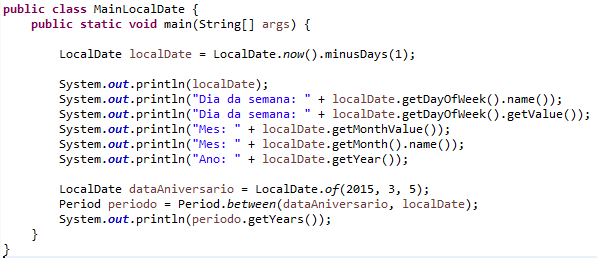 public class MainLocalDate {
    public static void main(String[] args) {

        LocalDate localDate = LocalDate.now().minusDays(1);

        System.out.println(localDate);
        System.out.println("Dia da semana: " + localDate.getDayOfWeek().name());
        System.out.println("Dia da semana: " + localDate.getDayOfWeek().getValue());
        System.out.println("Mes: " + localDate.getMonthValue());
        System.out.println("Mes: " + localDate.getMonth().name());
        System.out.println("Ano: " + localDate.getYear());

        LocalDate dataAniversario = LocalDate.of(2015, 3, 5);
        Period periodo = Period.between(dataAniversario, localDate);
        System.out.println(periodo.getYears());
    }
}